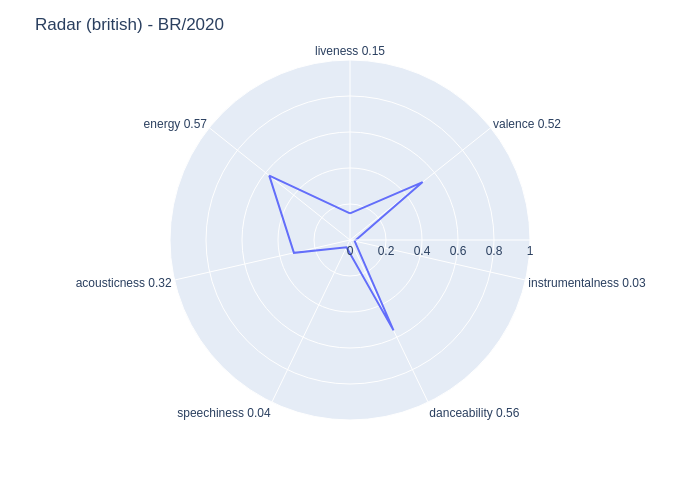 Radar (british) - BR/2020
liveness 0.15
energy 0.57
valence 0.52
0 0.2 0.4 0.6 0.8 1
acousticness 0.32
instrumentalness 0.03
speechiness 0.04
danceability 0.56